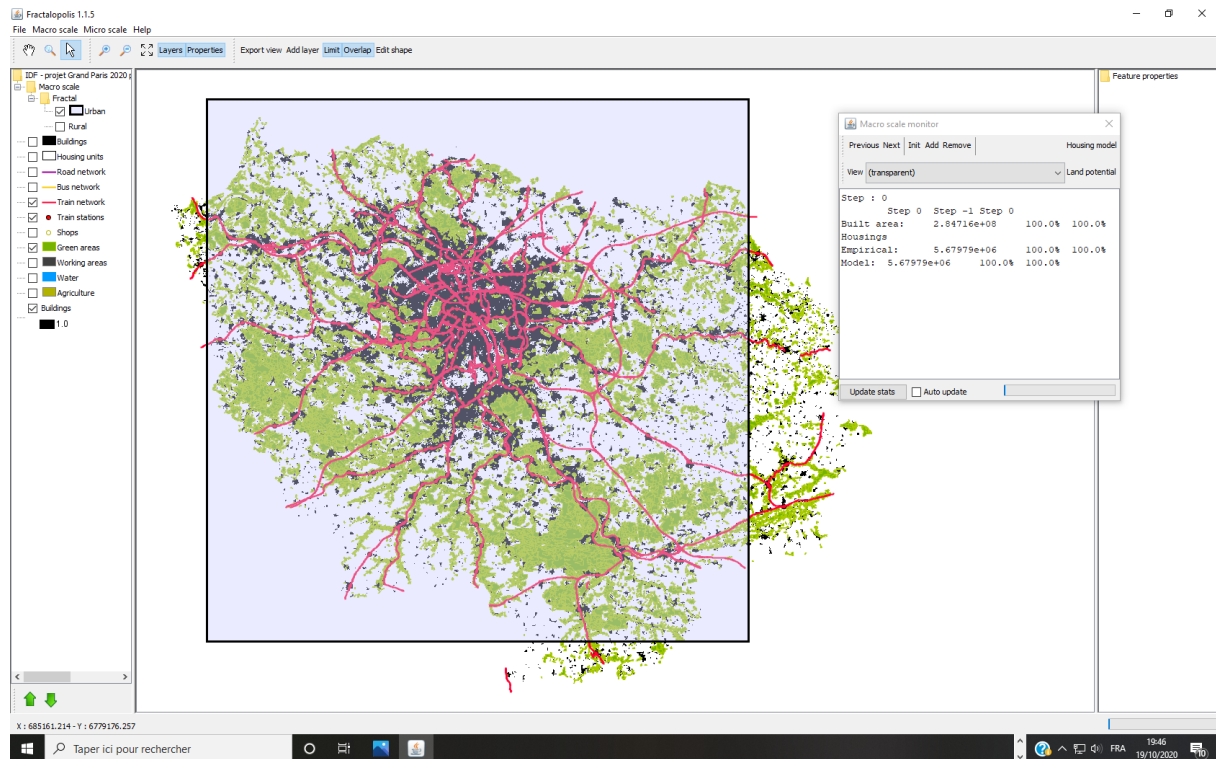 Fractalopolis 1.1.5
File Macro scale Micro scale Help
Layers Properties Export view Add layer Limit Overlap Edit shape
IDF - projet Grand Paris 2020
Macro scale
Fractal
Urban
Rural
Buildings
Housing units
Road network
Bus network
Train network
Train stations
Shops
Green areas
Working areas
Water
Agriculture
Buildings
1.0
Feature properties
Macro scale monitor
Previous Next Init Add Remove Housing model
View (transparent) Land potential
Step : 0
Step 0 Step -1 Step 0
Built area: 2.84716e+08 100.0% 100.0%
Housings
Empirical: 5.67979e+06 100.0% 100.0%
Model: 5.67979e+06 100.0% 100.0%
Update stats Auto update
X : 685161.214 - Y : 6779176.257
Taper ici pour rechercher
FRA
19:46
19/10/2020
10